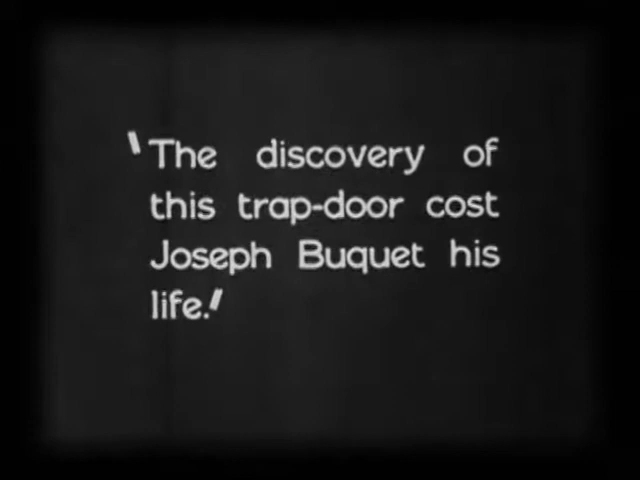 'The discovery of
this trap-door cost
Joseph Buquet his
life.'